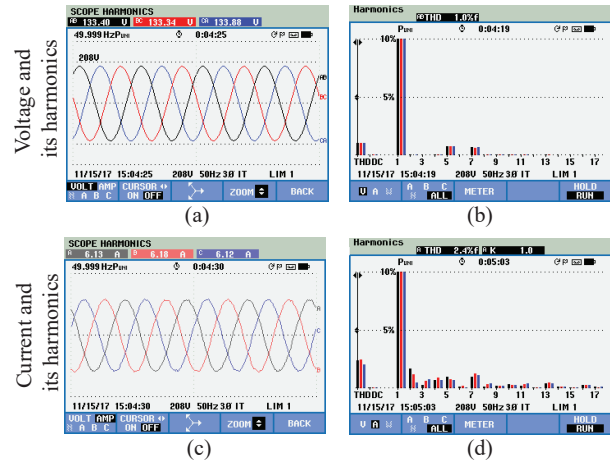 Voltage and
its harmonics
SCOPE HARMONICS
AB 133.40 V BC 133.34 V CA 133.88 V
49.999 Hz 0:04:25
208V
AB
BC
CA
11/15/17 15:04:25 208V 50Hz 3Ø IT LIM 1
VOLT AMP CURSOR ZOOM BACK
N A B C ON OFF
(a)
Harmonics
AB THD 1.0%f
0:04:19
10%
5%
THDDC 1 3 5 7 9 11 13 15 17
11/15/17 15:04:19 208V 50Hz 3Ø IT LIM 1
V A W A B C ALL METER HOLD RUN
(b)
Current and
its harmonics
SCOPE HARMONICS
A 6.13 A B 6.18 A C 6.12 A
49.999 Hz 0:04:30
A
C
B
11/15/17 15:04:30 208V 50Hz 3Ø IT LIM 1
VOLT AMP CURSOR ZOOM BACK
N A B C ON OFF
(c)
Harmonics
A THD 2.4%f A K 1.0
0:05:03
10%
5%
THDDC 1 3 5 7 9 11 13 15 17
11/15/17 15:05:03 208V 50Hz 3Ø IT LIM 1
V A W A B C N ALL METER HOLD RUN
(d)